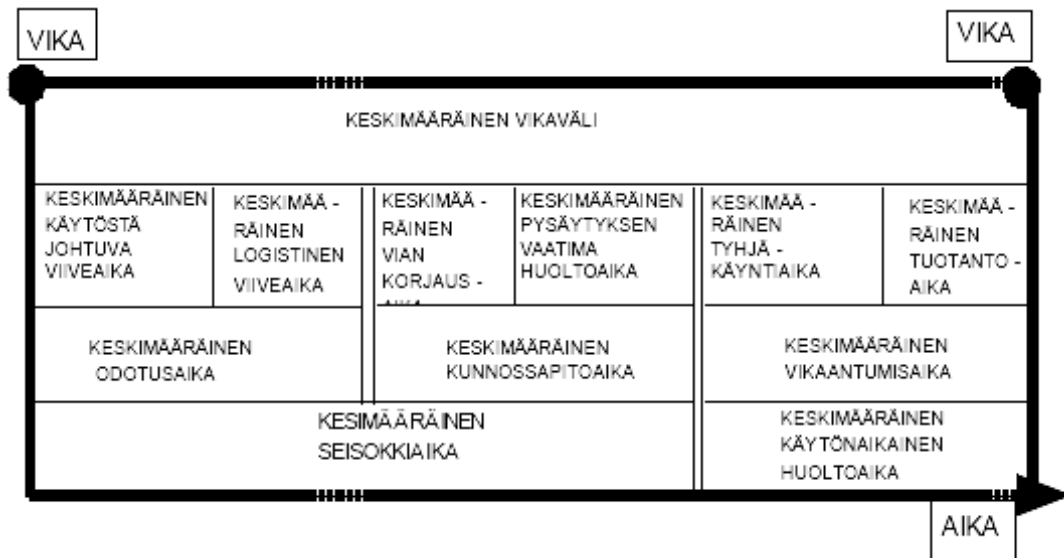 VIKA
VIKA
KESKIMÄÄRÄINEN VIKAVÄLI
KESKIMÄÄRÄINEN
KÄYTÖSTÄ
JOHTUVA
VIIVEAIKA
KESKIMÄÄ -
RÄINEN
LOGISTINEN
VIIVEAIKA
KESKIMÄÄ -
RÄINEN
VIAN
KORJAUS -
KESKIMÄÄRÄINEN
PYSÄYTYKSEN
VAATIMA
HUOLTOAIKA
KESKIMÄÄ -
RÄINEN
TYHJÄ -
KÄYNTIAIKA
KESKIMÄÄ -
RÄINEN
TUOTANTO -
AIKA
KESKIMÄÄRÄINEN
ODOTUSAIKA
KESKIMÄÄRÄINEN
KUNNOSSAPITOAIKA
KESKIMÄÄRÄINEN
VIKAANTUMISAIKA
KESIMÄÄRÄINEN
SEISOKKIAIKA
KESKIMÄÄRÄINEN
KÄYTÖNAIKAINEN
HUOLTOAIKA
AIKA